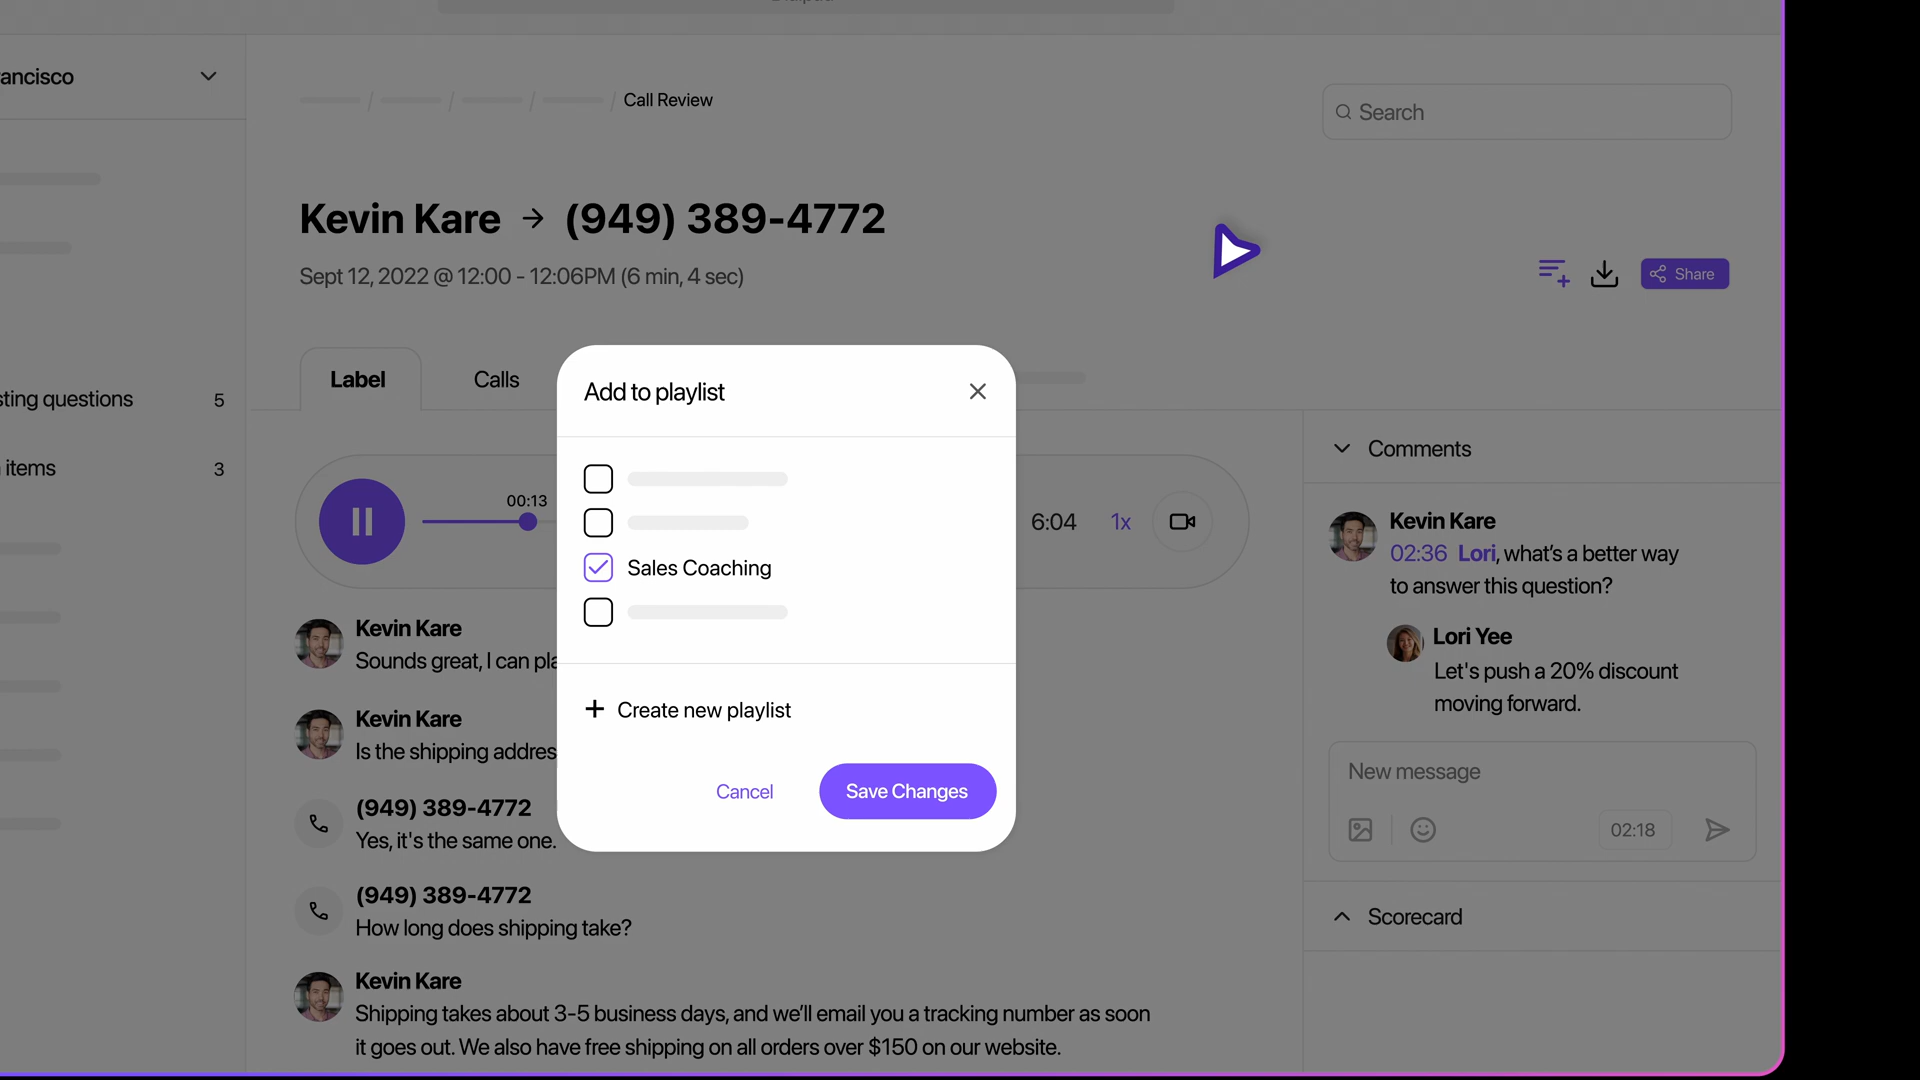 ancisco
Call Review
Search
Kevin Kare → (949) 389-4772
Sept 12, 2022 @ 12:00 - 12:06PM (6 min, 4 sec)
Share
Label
Calls
sting questions 5
items 3
Add to playlist
Sales Coaching
+ Create new playlist
Cancel
Save Changes
00:13
6:04
1x
Kevin Kare
Sounds great, I can pla
Kevin Kare
Is the shipping addres
(949) 389-4772
Yes, it's the same one.
(949) 389-4772
How long does shipping take?
Kevin Kare
Shipping takes about 3-5 business days, and we’ll email you a tracking number as soon
it goes out. We also have free shipping on all orders over $150 on our website.
Comments
Kevin Kare
02:36 Lori, what’s a better way
to answer this question?
Lori Yee
Let's push a 20% discount
moving forward.
New message
02:18
Scorecard